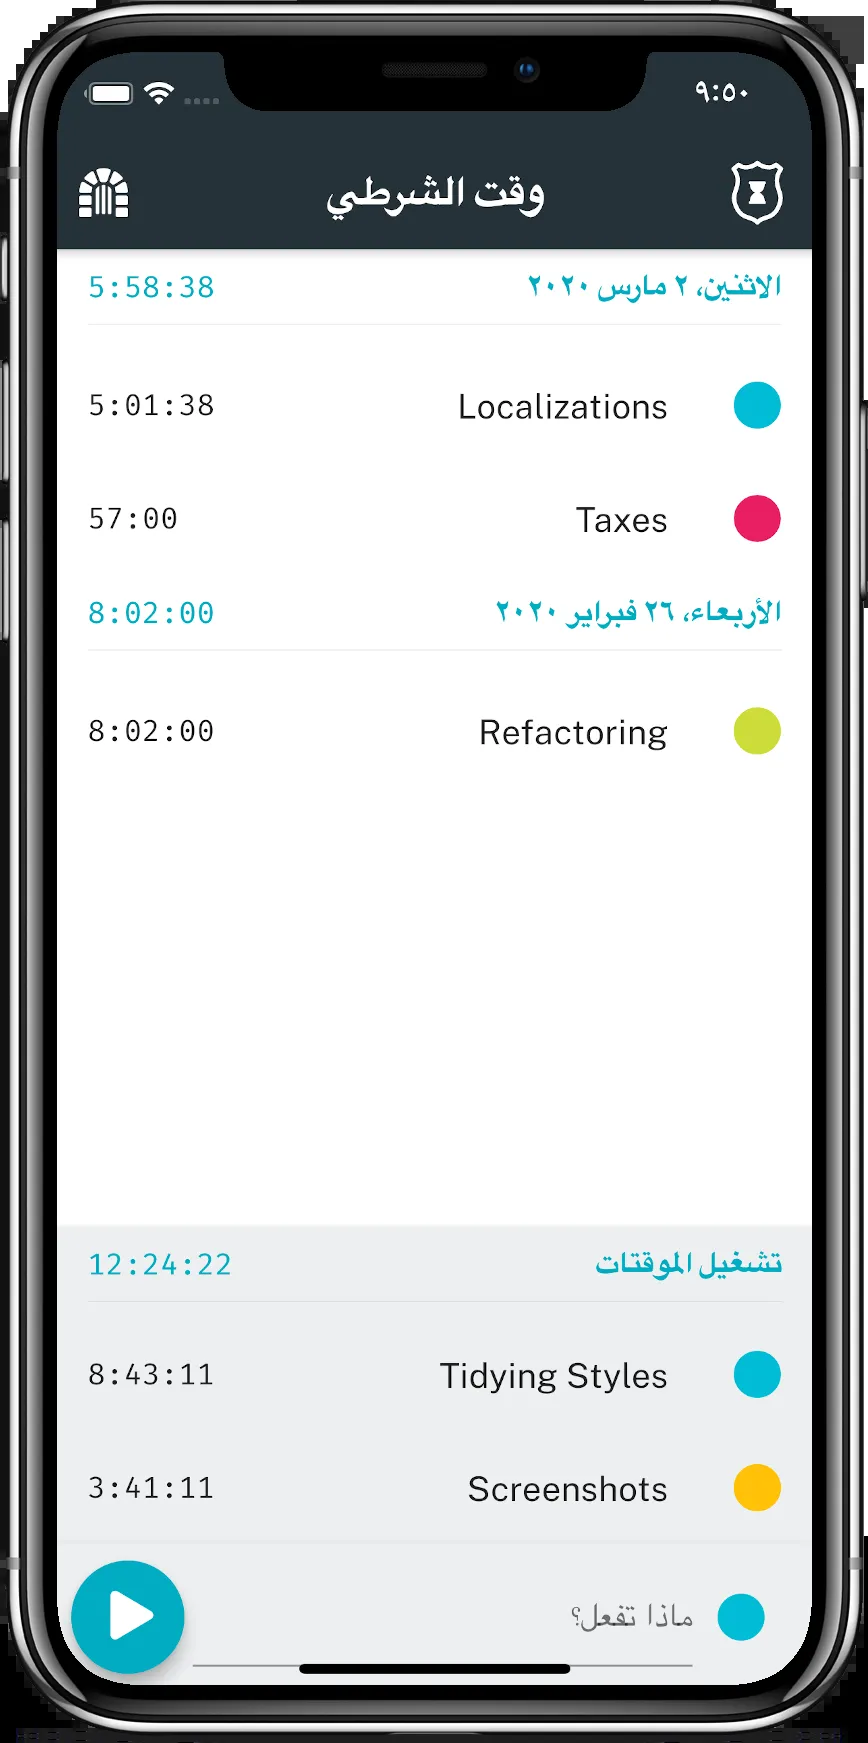 ٩:٥٠
وقت الشرطي
الاثنين، ٢ مارس ٢٠٢٠ 5:58:38
Localizations 5:01:38
Taxes 57:00
الأربعاء، ٢٦ فبراير ٢٠٢٠ 8:02:00
Refactoring 8:02:00
تشغيل الموقتات 12:24:22
Tidying Styles 8:43:11
Screenshots 3:41:11
ماذا تفعل؟